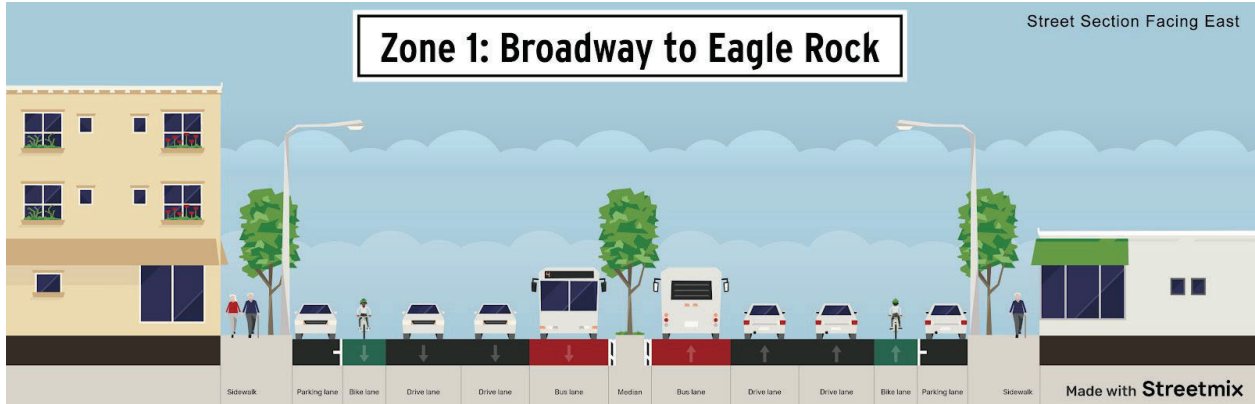 Street Section Facing East
Zone 1: Broadway to Eagle Rock
4
Sidewalk Parking lane Bike lane Drive lane Drive lane Bus lane Median Bus lane Drive lane Drive lane Bike lane Parking lane Sidewalk
Made with Streetmix